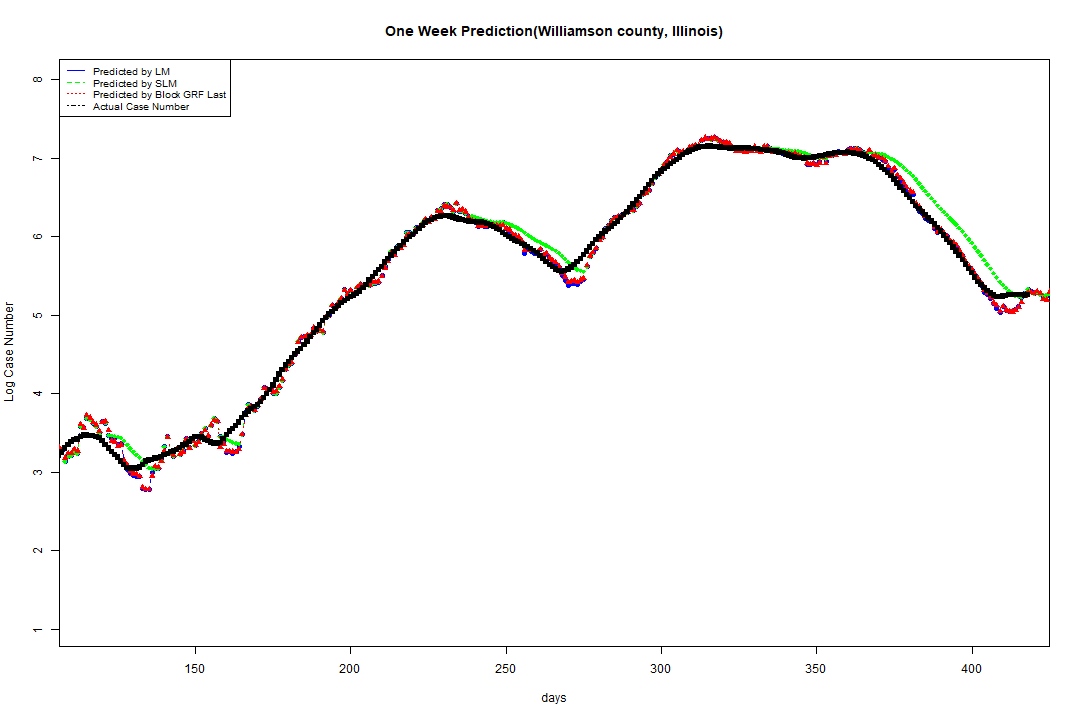 One Week Prediction(Williamson county, Illinois)
Predicted by LM
Predicted by SLM
Predicted by Block GRF Last
Actual Case Number
8
7
6
5
4
3
2
1
Log Case Number
150 200 250 300 350 400
days